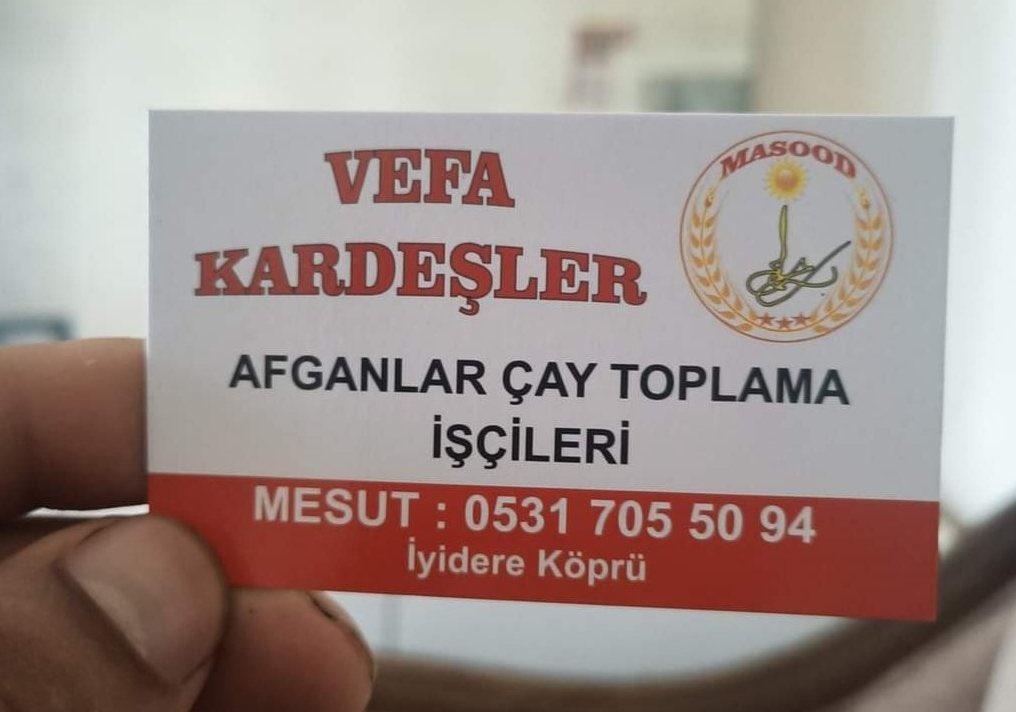 VEFA
KARDEŞLER
MASOOD
AFGANLAR ÇAY TOPLAMA
İŞÇİLERİ
MESUT : 0531 705 50 94
İyidere Köprü